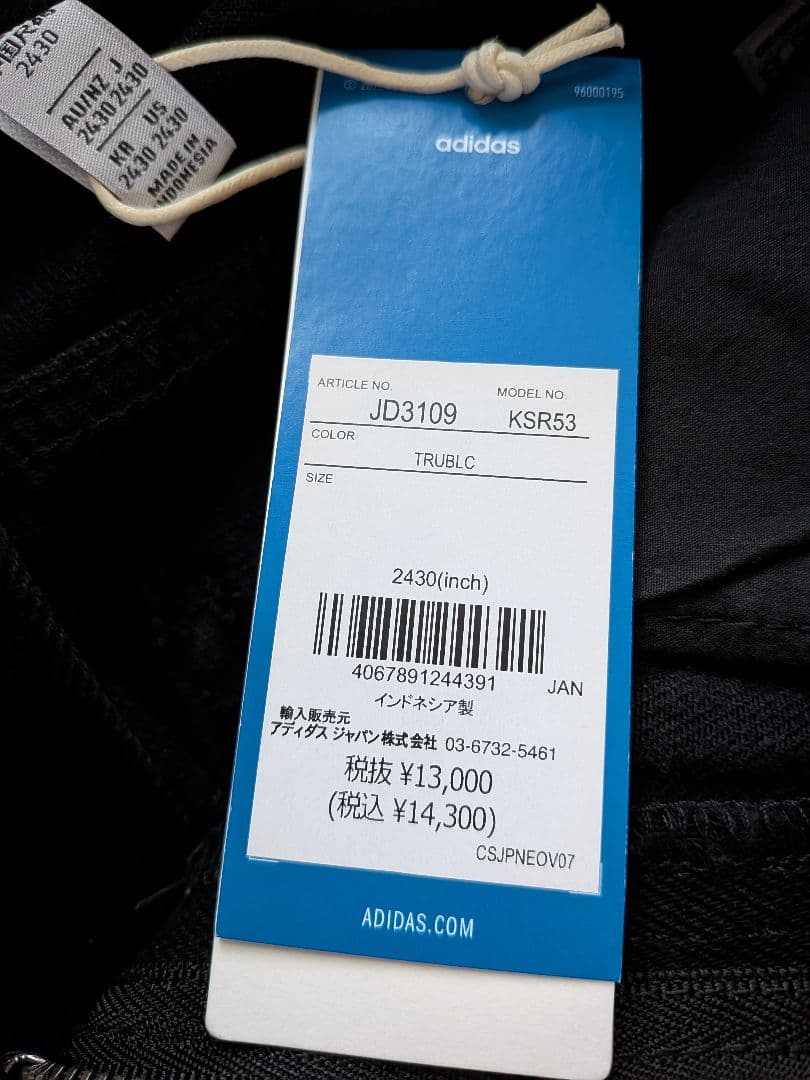 2430
AU/NZ J
2430 2430
KR US
2430 2430
MADE IN
INDONESIA
96000195
adidas
ARTICLE NO. MODEL NO.
JD3109 KSR53
COLOR
TRUBLC
SIZE
2430(inch)
4067891244391 JAN
インドネシア製
輸入販売元
アディダス ジャパン株式会社 03-6732-5461
税抜 ¥13,000
(税込 ¥14,300)
CSJPNEOV07
ADIDAS.COM